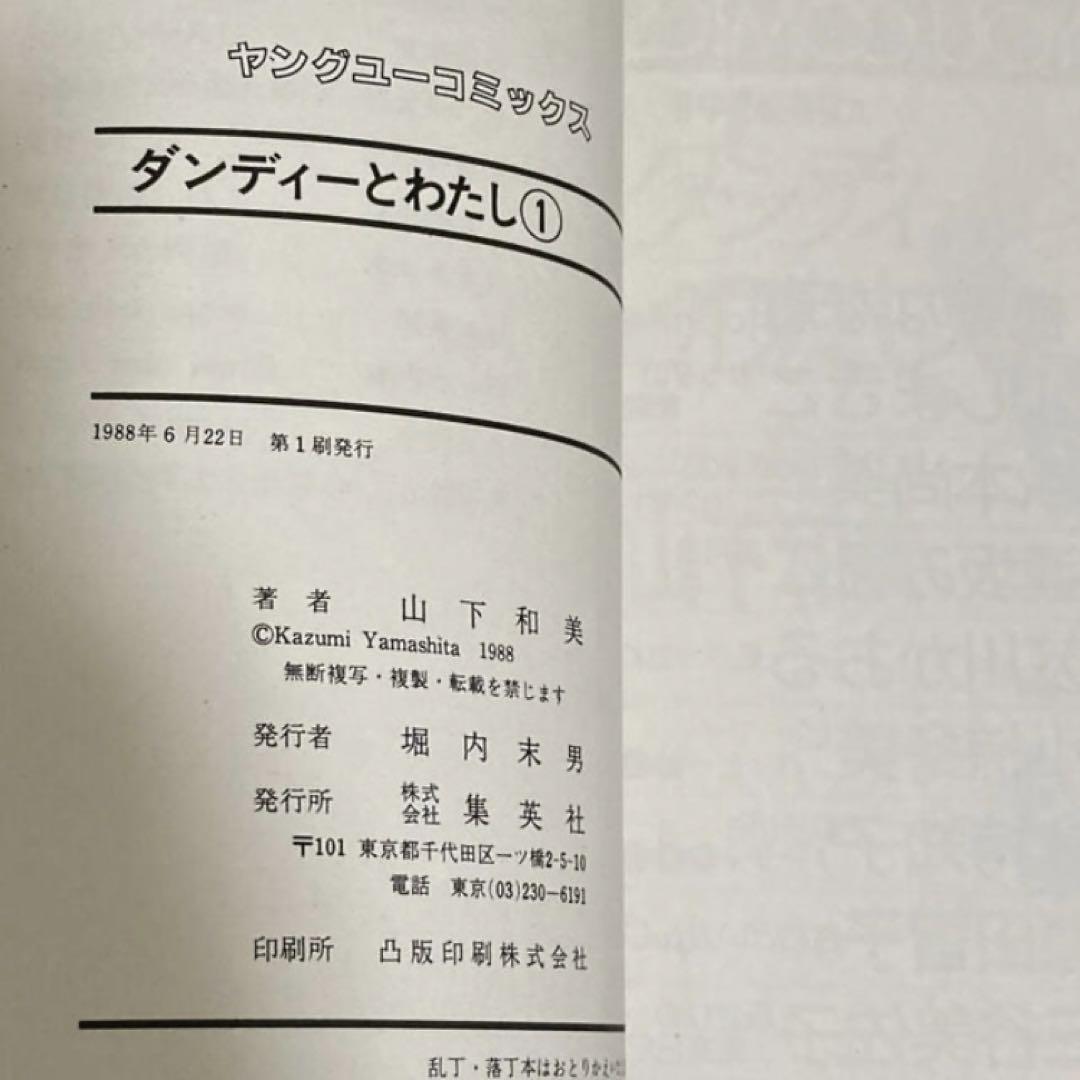 ヤングユーコミックス
ダンディーとわたし①
1988年6月22日 第1刷発行
著者 山下和美
©Kazumi Yamashita 1988
無断複写・複製・転載を禁じます
発行者 堀内末男
発行所 株式会社 集英社
〒101 東京都千代田区一ツ橋2-5-10
電話 東京(03)230-6191
印刷所 凸版印刷株式会社
乱丁・落丁本はおとりかえいた